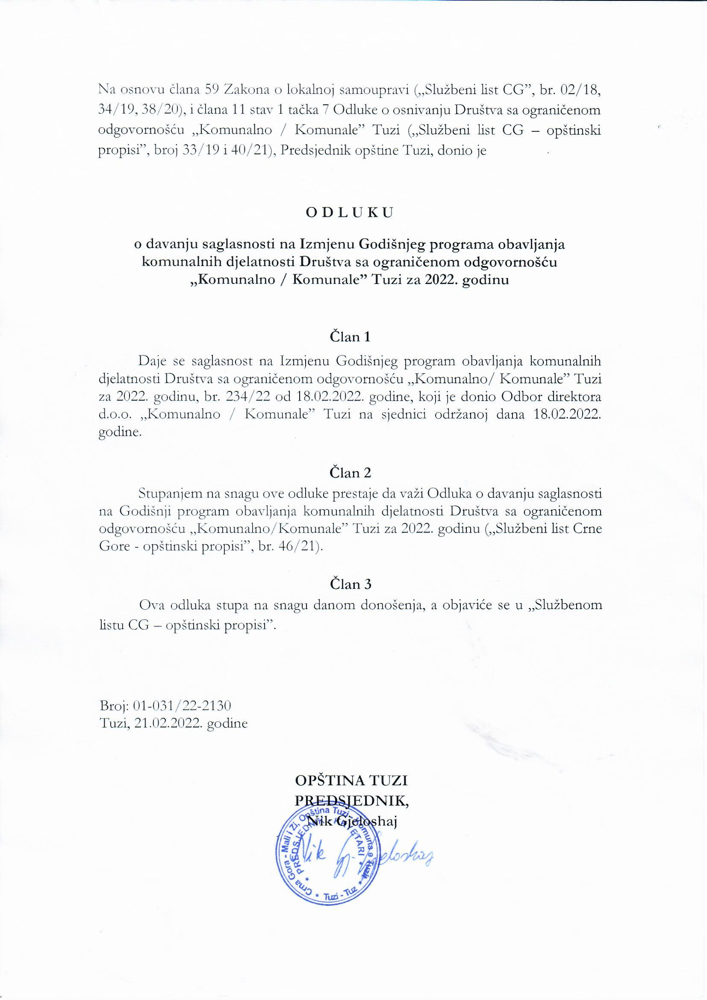 Na osnovu člana 59 Zakona o lokalnoj samoupravi („Službeni list CG”, br. 02/18,
34/19, 38/20), i člana 11 stav 1 tačka 7 Odluke o osnivanju Društva sa ograničenom
odgovornošću „Komunalno / Komunale” Tuzi („Službeni list CG – opštinski
propisi”, broj 33/19 i 40/21), Predsjednik opštine Tuzi, donio je
O D L U K U
o davanju saglasnosti na Izmjenu Godišnjeg programa obavljanja
komunalnih djelatnosti Društva sa ograničenom odgovornošću
„Komunalno / Komunale” Tuzi za 2022. godinu
Član 1
Daje se saglasnost na Izmjenu Godišnjeg program obavljanja komunalnih
djelatnosti Društva sa ograničenom odgovornošću „Komunalno/ Komunale” Tuzi
za 2022. godinu, br. 234/22 od 18.02.2022. godine, koji je donio Odbor direktora
d.o.o. „Komunalno / Komunale” Tuzi na sjednici održanoj dana 18.02.2022.
godine.
Član 2
Stupanjem na snagu ove odluke prestaje da važi Odluka o davanju saglasnosti
na Godišnji program obavljanja komunalnih djelatnosti Društva sa ograničenom
odgovornošću „Komunalno/Komunale” Tuzi za 2022. godinu („Službeni list Crne
Gore - opštinski propisi”, br. 46/21).
Član 3
Ova odluka stupa na snagu danom donošenja, a objaviće se u „Službenom
listu CG – opštinski propisi”.
Broj: 01-031/22-2130
Tuzi, 21.02.2022. godine
OPŠTINA TUZI
PREDSJEDNIK,
Nik Gjeloshaj
Crna Gora - Mali i Zi, Opština Tuzi - Komuna e Tuzit * Tuzi - Tuz *
* PREDSJEDNIK - KRYETARI *
Nik Gj. Gjeloshaj